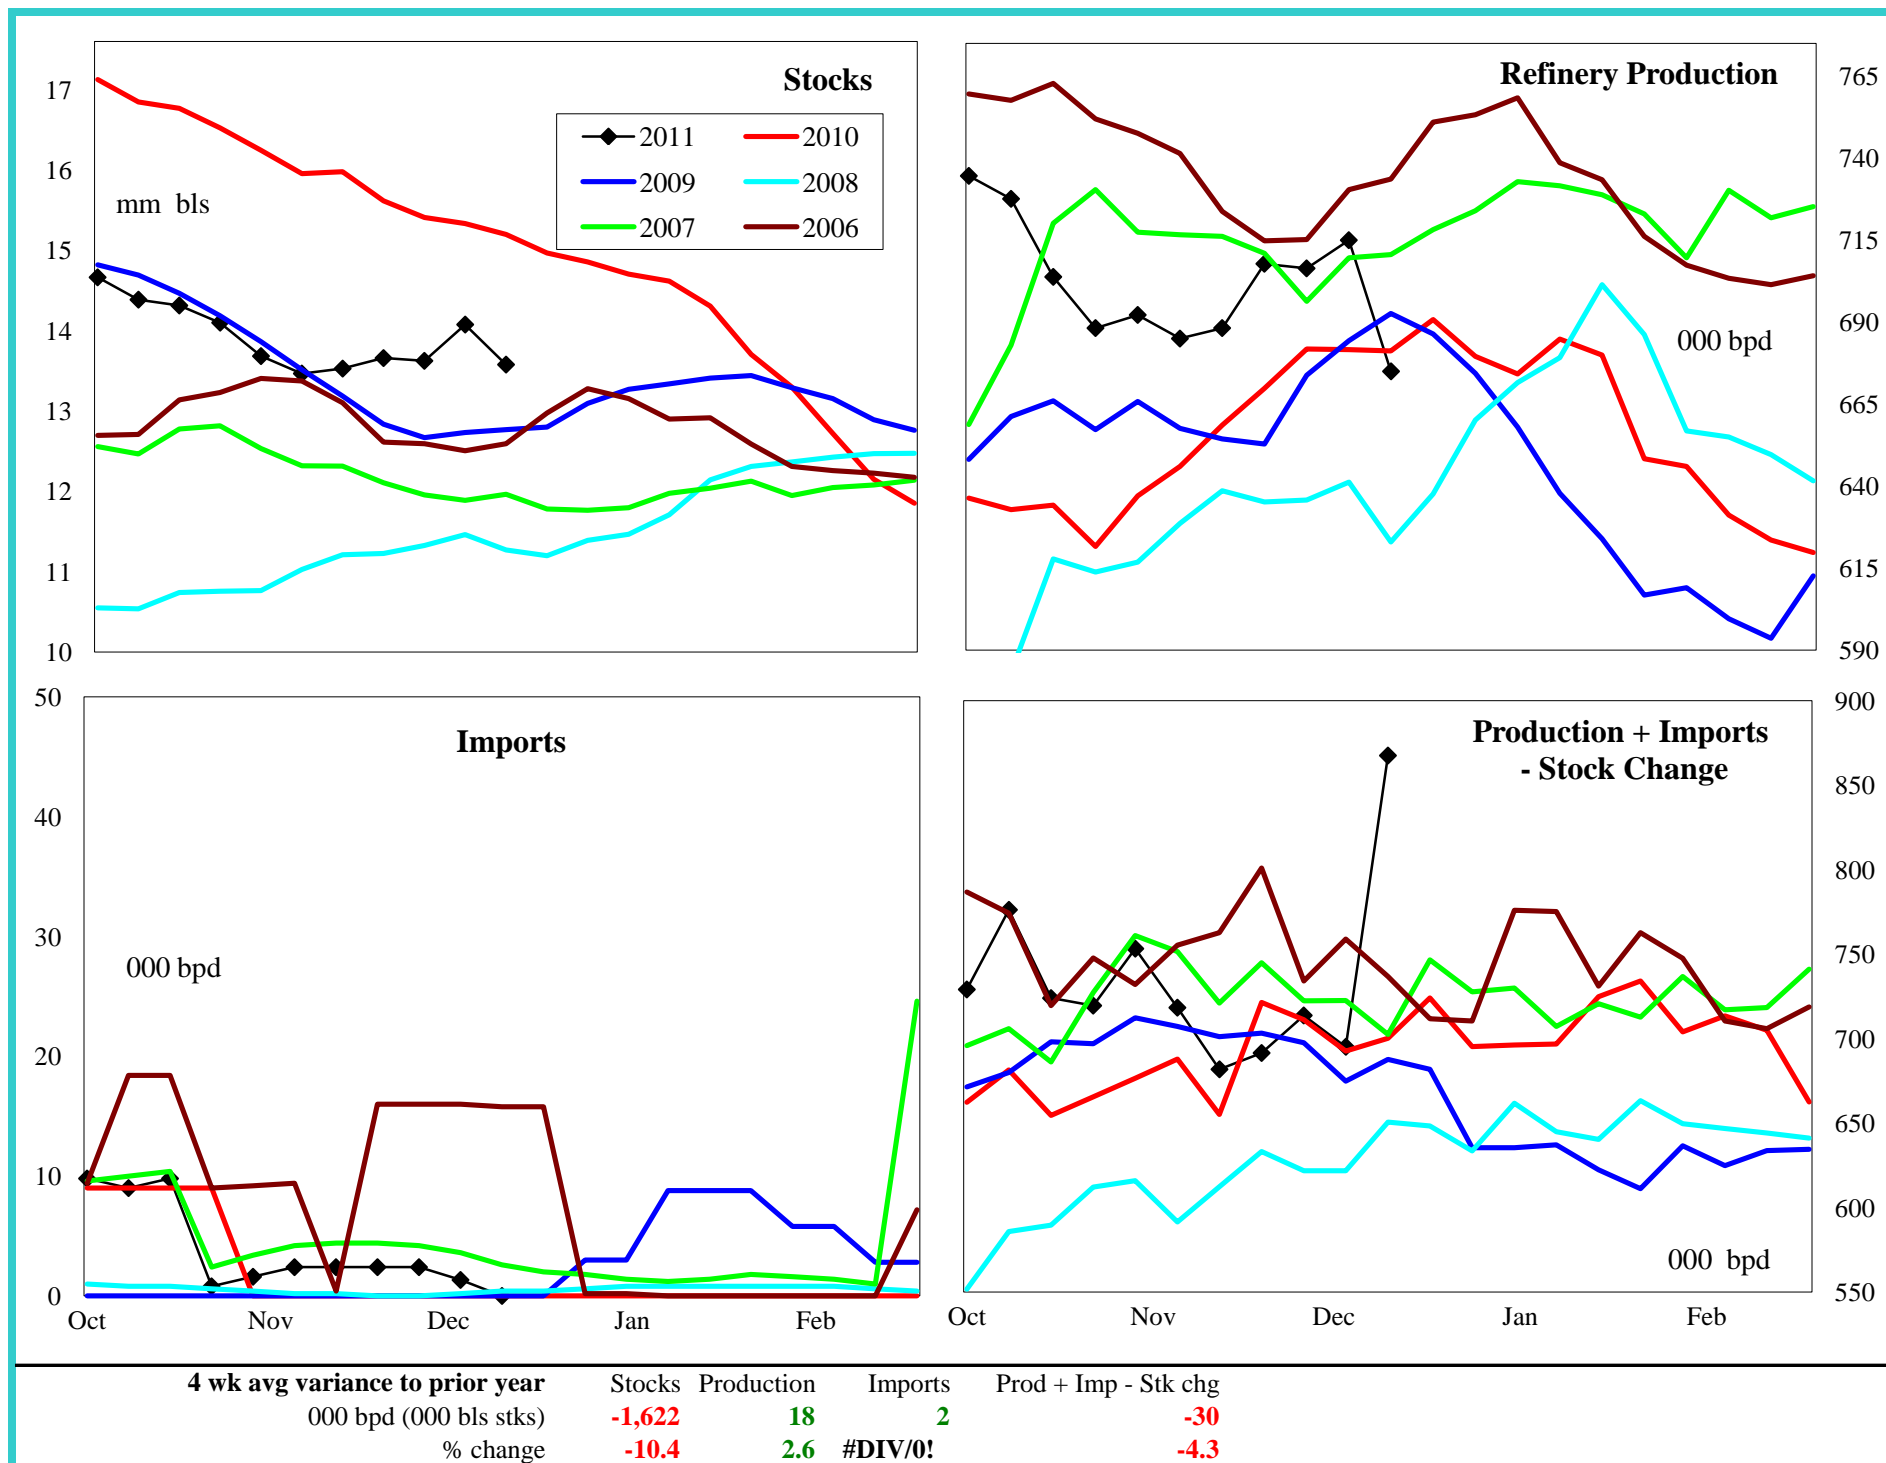 Stocks
17
16
15
14
13
12
11
10
mm bls
2011
2010
2009
2008
2007
2006
Refinery Production
765
740
715
690
665
640
615
590
000 bpd
Imports
50
40
30
20
10
0
000 bpd
Oct Nov Dec Jan Feb
Production + Imports
- Stock Change
900
850
800
750
700
650
600
550
000 bpd
Oct Nov Dec Jan Feb
4 wk avg variance to prior year Stocks Production Imports Prod + Imp - Stk chg
000 bpd (000 bls stks) -1,622 18 2 -30
% change -10.4 2.6 #DIV/0! -4.3